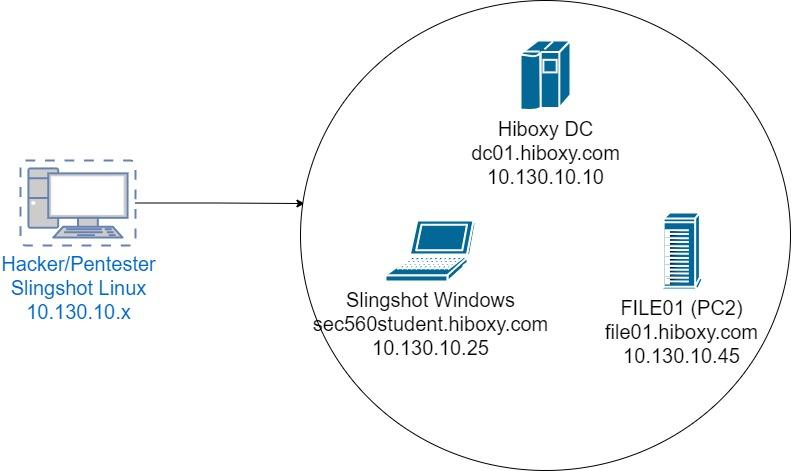 Hiboxy DC
dc01.hiboxy.com
10.130.10.10
Hacker/Pentester
Slingshot Linux
10.130.10.x
Slingshot Windows
sec560student.hiboxy.com
10.130.10.25
FILE01 (PC2)
file01.hiboxy.com
10.130.10.45